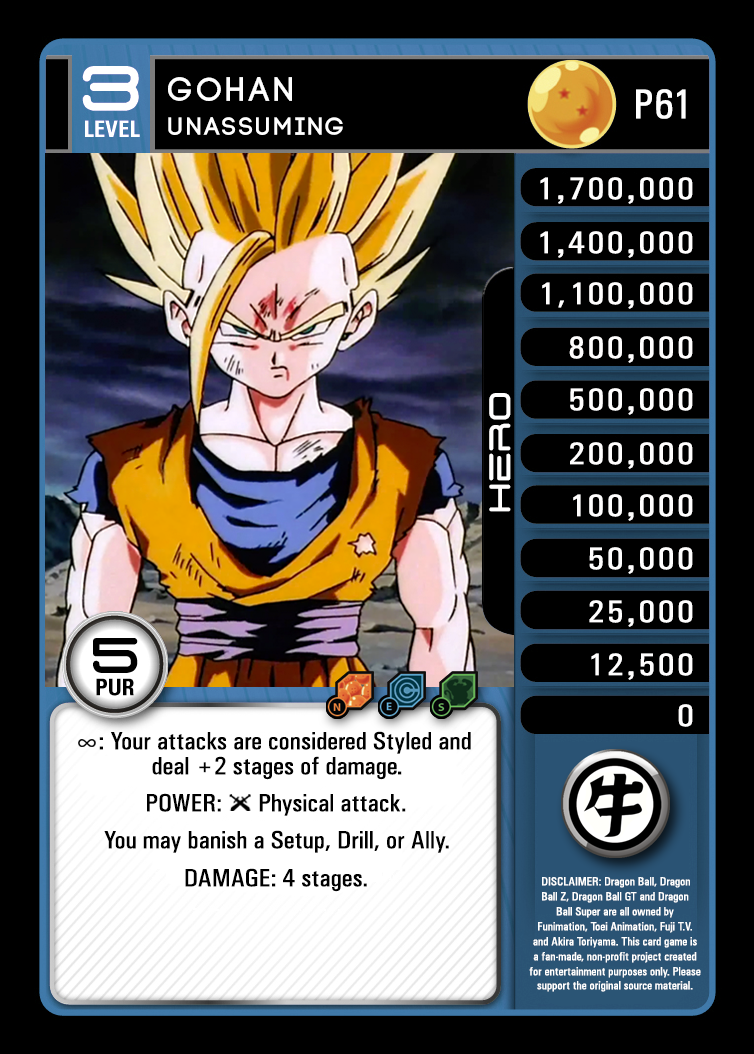 3
LEVEL
GOHAN
UNASSUMING
P61
1,700,000
1,400,000
1,100,000
800,000
500,000
200,000
100,000
50,000
25,000
12,500
0
HERO
5
PUR
N E S
∞: Your attacks are considered Styled and
deal +2 stages of damage.
POWER: Physical attack.
You may banish a Setup, Drill, or Ally.
DAMAGE: 4 stages.
牛
DISCLAIMER: Dragon Ball, Dragon
Ball Z, Dragon Ball GT and Dragon
Ball Super are all owned by
Funimation, Toei Animation, Fuji T.V.
and Akira Toriyama. This card game is
a fan-made, non-profit project created
for entertainment purposes only. Please
support the original source material.